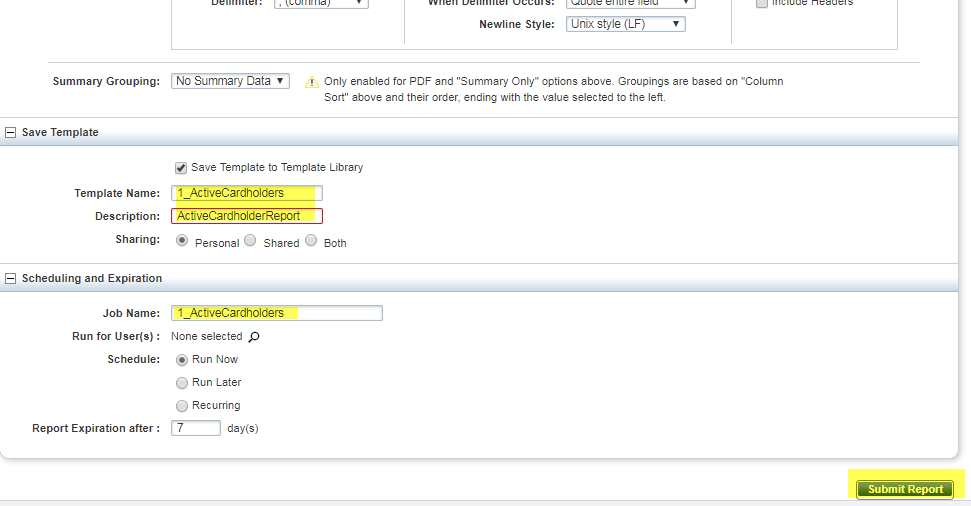 Delimiter: , (comma) When Delimiter Occurs: Quote entire field Include Headers
Newline Style: Unix style (LF)
Summary Grouping: No Summary Data Only enabled for PDF and "Summary Only" options above. Groupings are based on "Column
Sort" above and their order, ending with the value selected to the left.
Save Template
Save Template to Template Library
Template Name: 1_ActiveCardholders
Description: ActiveCardholderReport
Sharing: Personal Shared Both
Scheduling and Expiration
Job Name: 1_ActiveCardholders
Run for User(s) : None selected
Schedule: Run Now
Run Later
Recurring
Report Expiration after : 7 day(s)
Submit Report